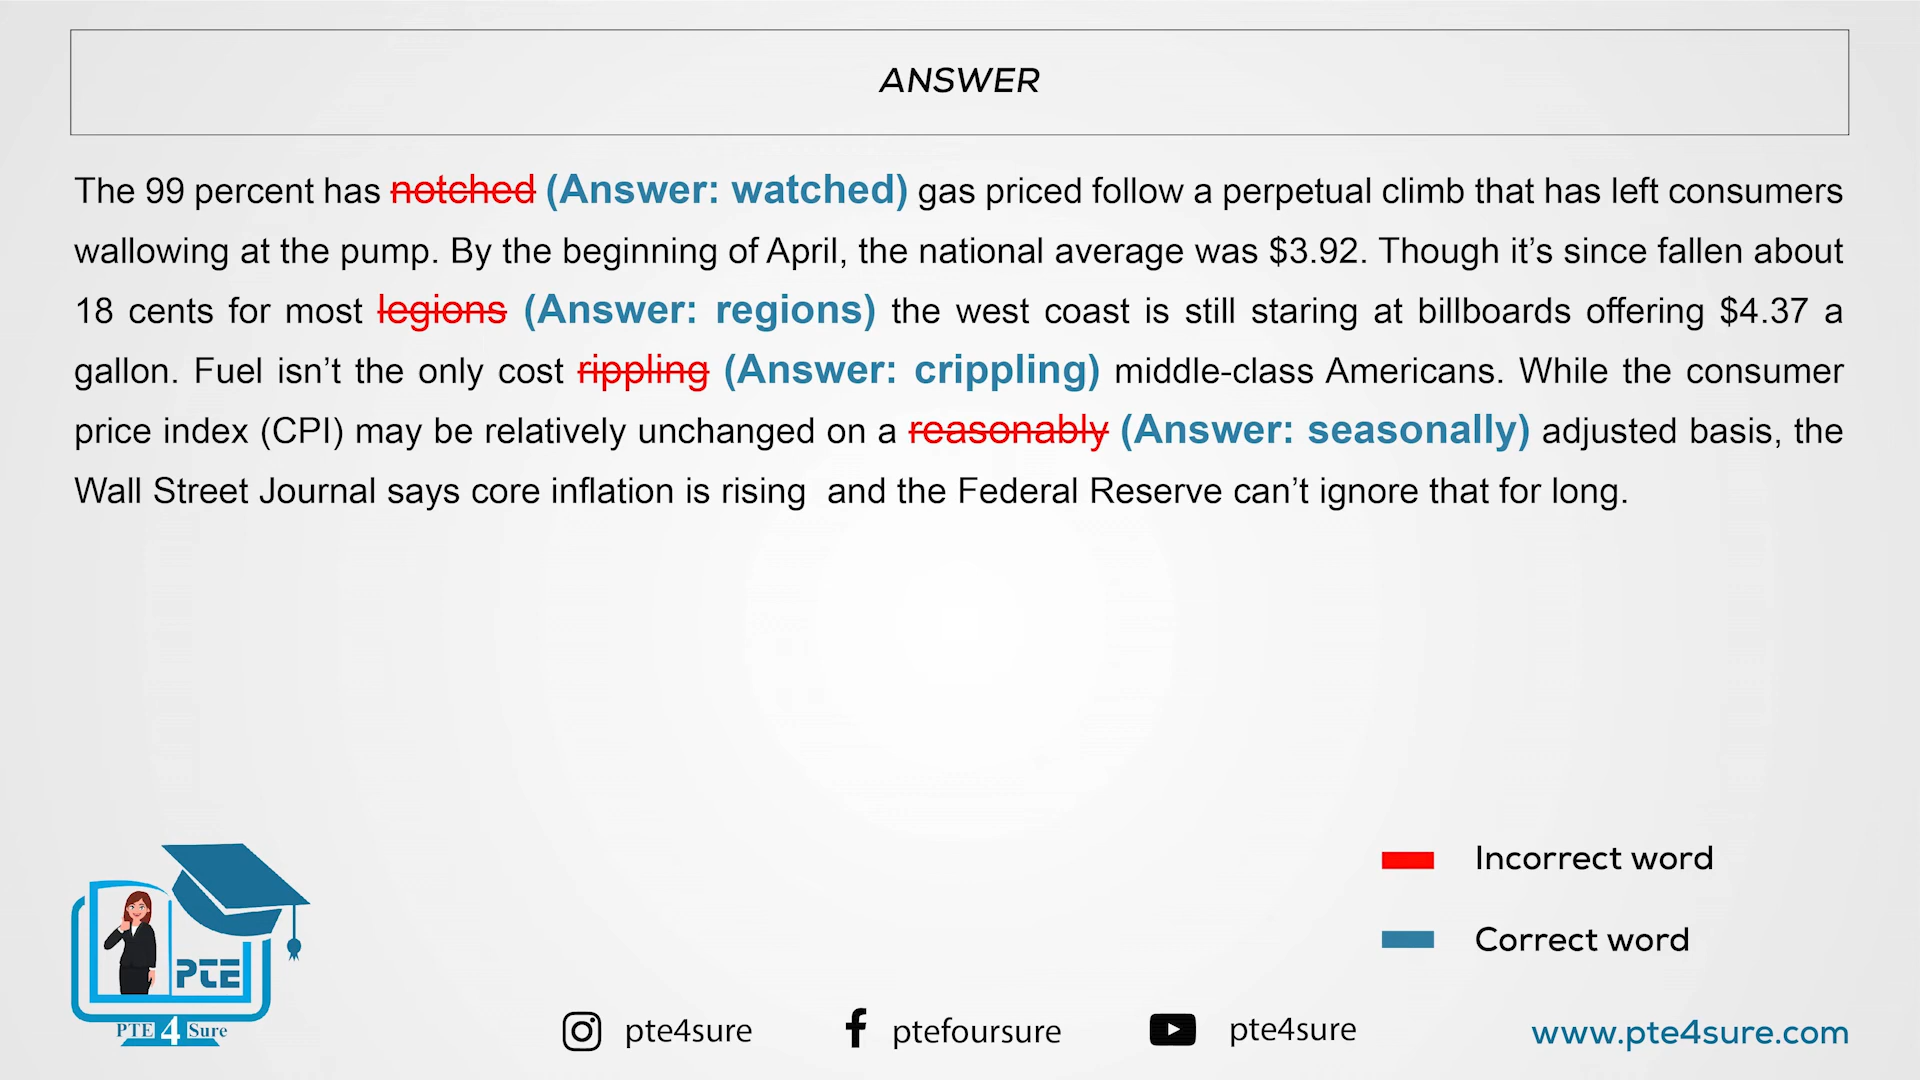 ANSWER
The 99 percent has notched (Answer: watched) gas priced follow a perpetual climb that has left consumers
wallowing at the pump. By the beginning of April, the national average was $3.92. Though it’s since fallen about
18 cents for most legions (Answer: regions) the west coast is still staring at billboards offering $4.37 a
gallon. Fuel isn’t the only cost rippling (Answer: crippling) middle-class Americans. While the consumer
price index (CPI) may be relatively unchanged on a reasonably (Answer: seasonally) adjusted basis, the
Wall Street Journal says core inflation is rising and the Federal Reserve can’t ignore that for long.
Incorrect word
Correct word
PTE
PTE 4 Sure
pte4sure
ptefoursure
pte4sure
www.pte4sure.com